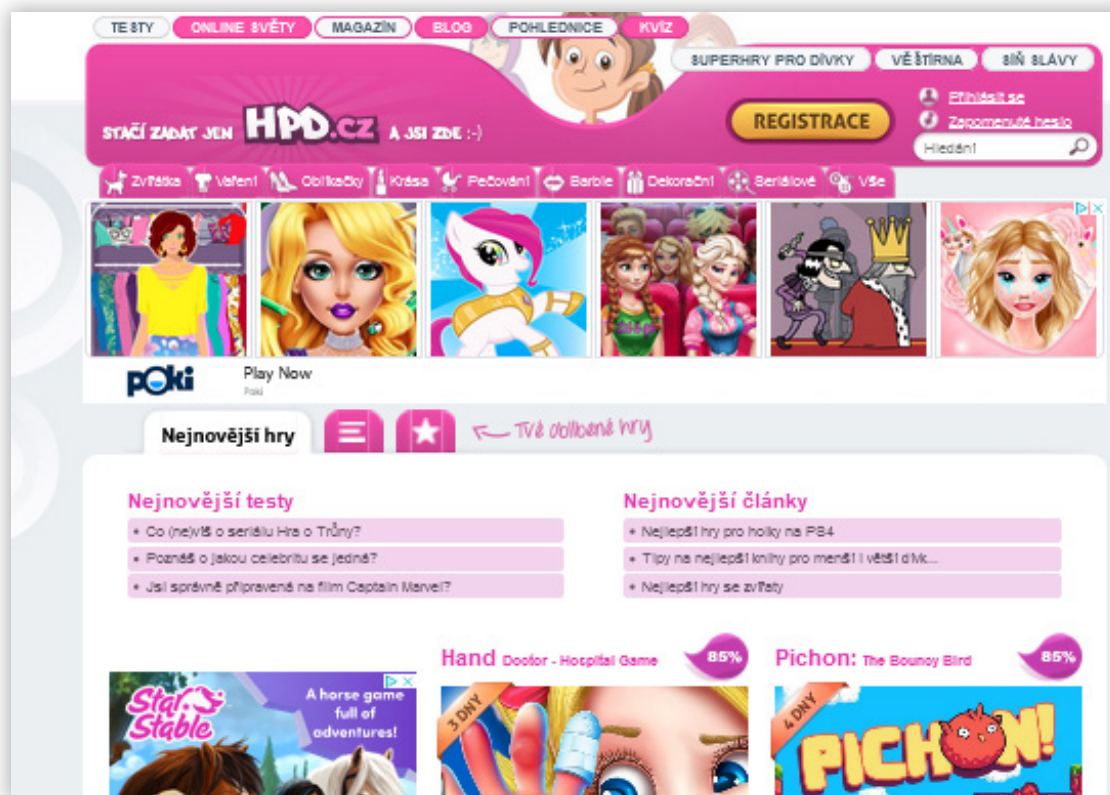 TESTY ONLINE SVĚTY MAGAZÍN BLOG POHLEDNICE KVÍZ
SUPERHRY PRO DÍVKY VĚŠTÍRNA SÍŇ SLÁVY
STAČÍ ZADAT JEN HPD.CZ A JSI ZDE :-)
REGISTRACE
Přihlásit se
Zapomenuté heslo
Hledání
Zvířátka Vaření Oblíkačky Krása Pečování Barbie Dekorační Seriálové Vše
poki Play Now
Poki
Nejnovější hry Tvé oblíbené hry
Nejnovější testy
• Co (ne)víš o seriálu Hra o Trůny?
• Poznáš o jakou celebritu se jedná?
• Jsi správně připravená na film Captain Marvel?
Nejnovější články
• Nejlepší hry pro holky na PS4
• Tipy na nejlepší knihy pro menší i větší dívk...
• Nejlepší hry se zvířaty
Star Stable
A horse game
full of
adventures!
Hand Doctor - Hospital Game 85%
3 DNY
Pichon: The Bouncy Bird 85%
4 DNY
PICHON!